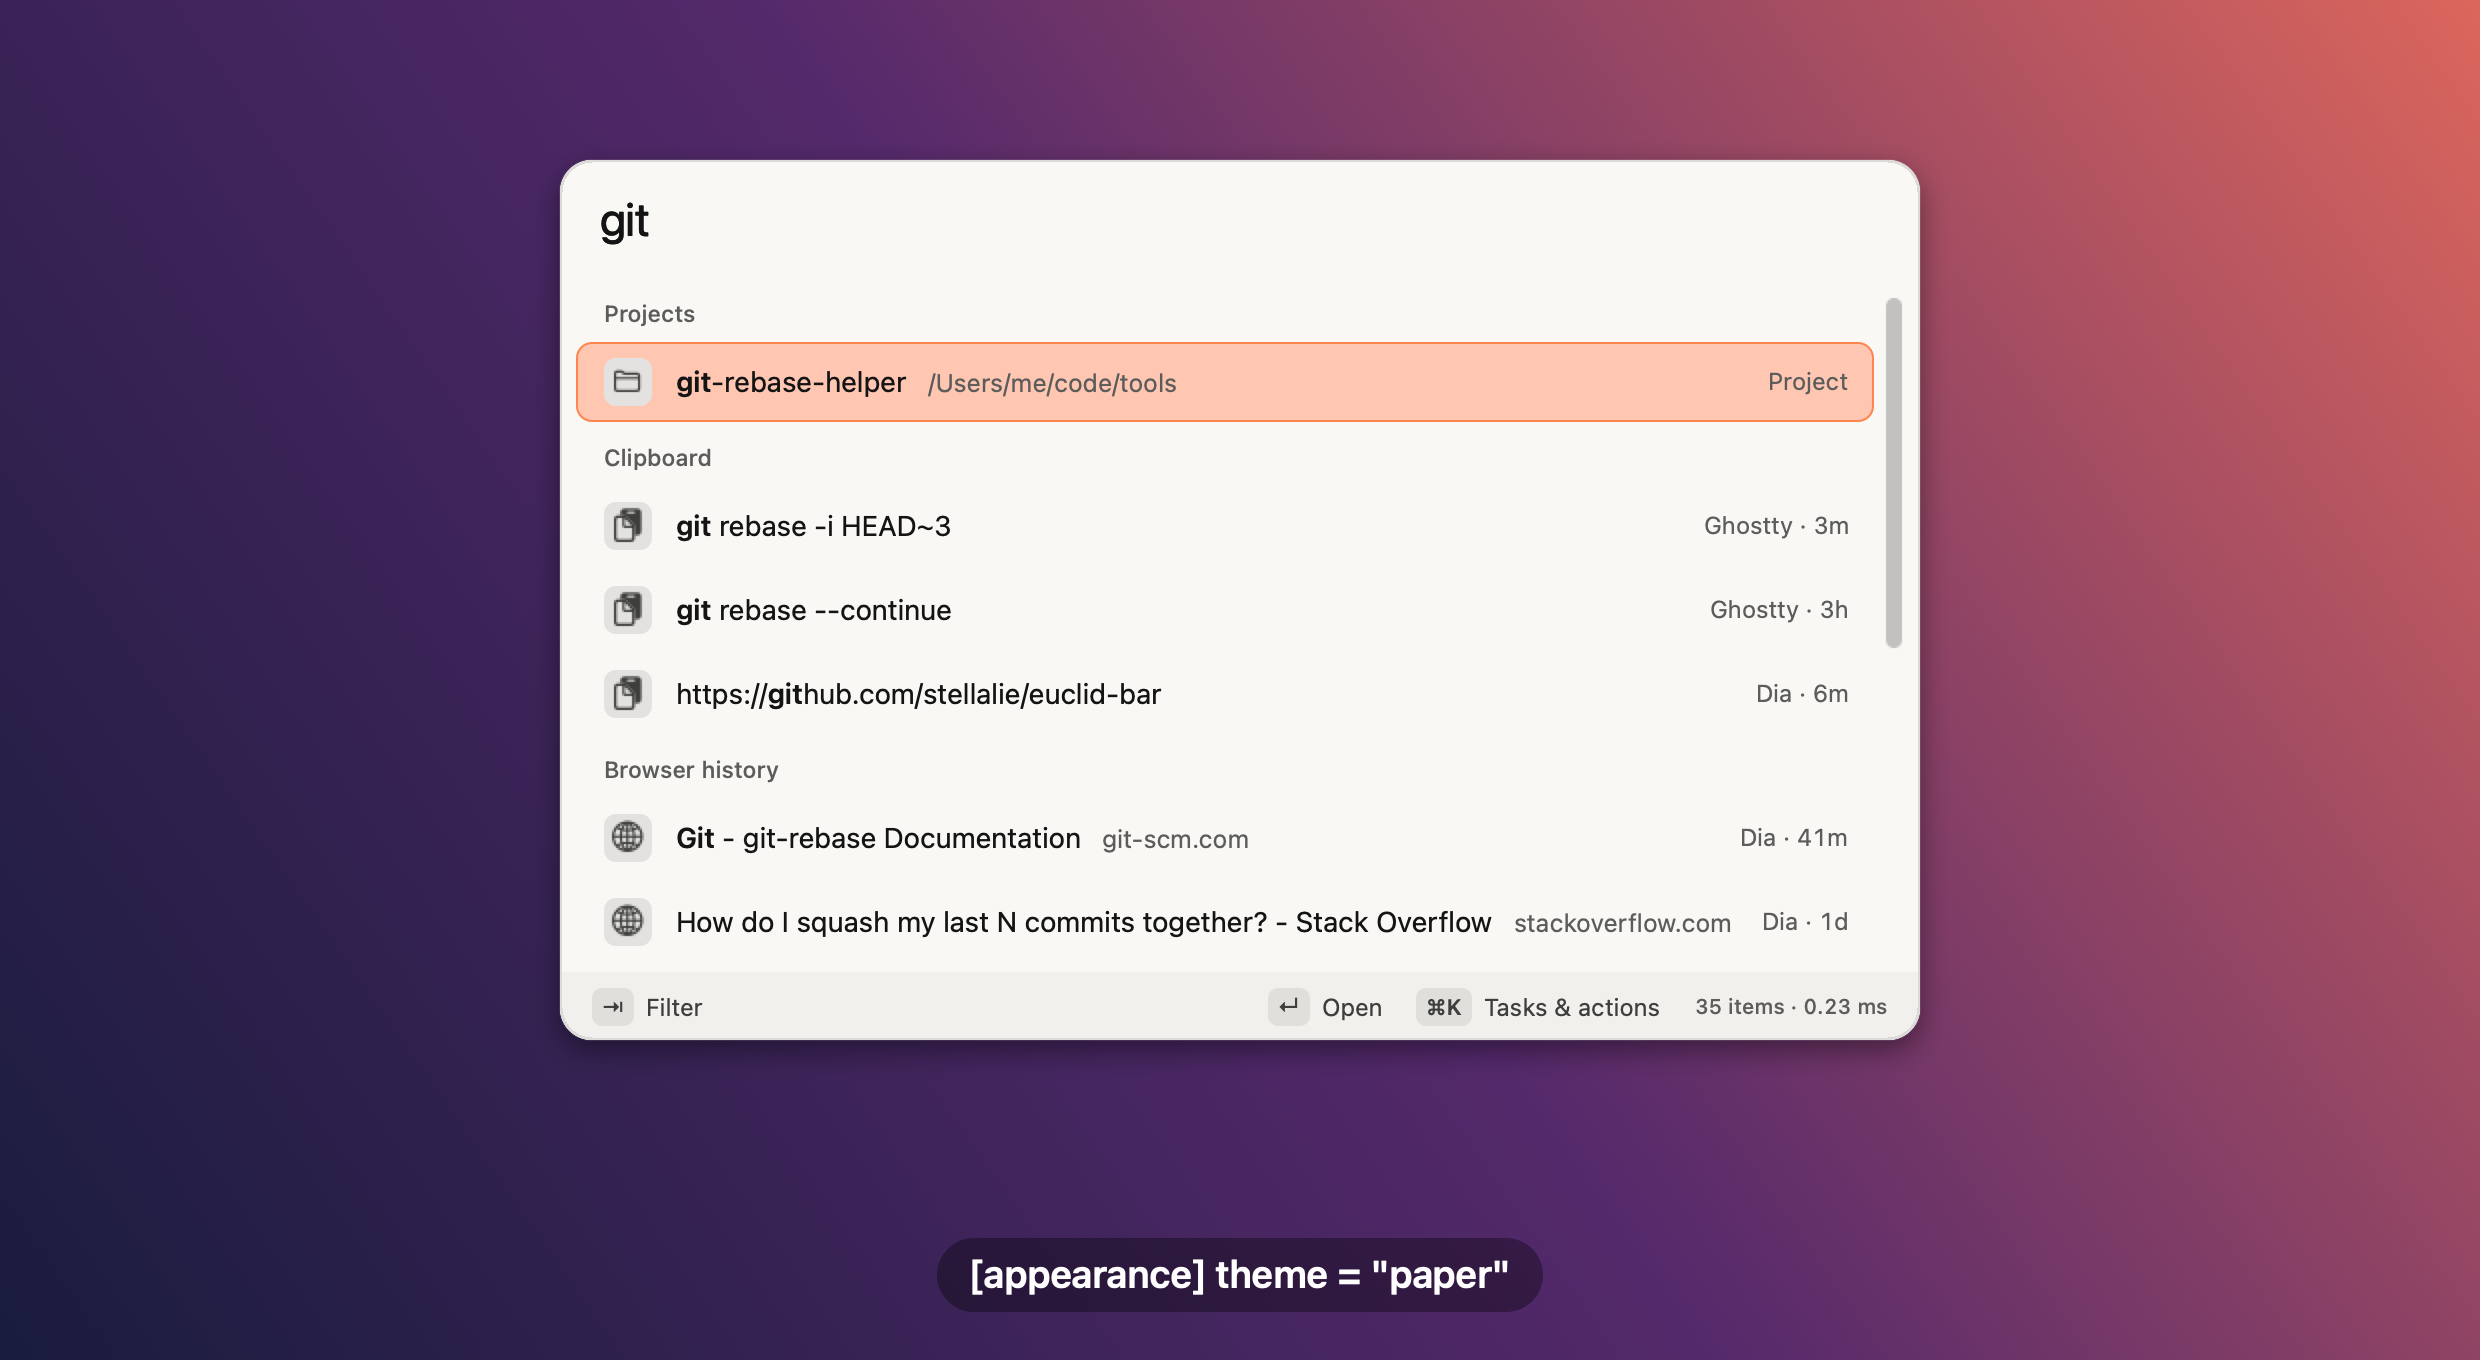 git
Projects
git-rebase-helper /Users/me/code/tools Project
Clipboard
git rebase -i HEAD~3 Ghostty · 3m
git rebase --continue Ghostty · 3h
https://github.com/stellalie/euclid-bar Dia · 6m
Browser history
Git - git-rebase Documentation git-scm.com Dia · 41m
How do I squash my last N commits together? - Stack Overflow stackoverflow.com Dia · 1d
⇥ Filter ↵ Open ⌘K Tasks & actions 35 items · 0.23 ms
[appearance] theme = "paper"